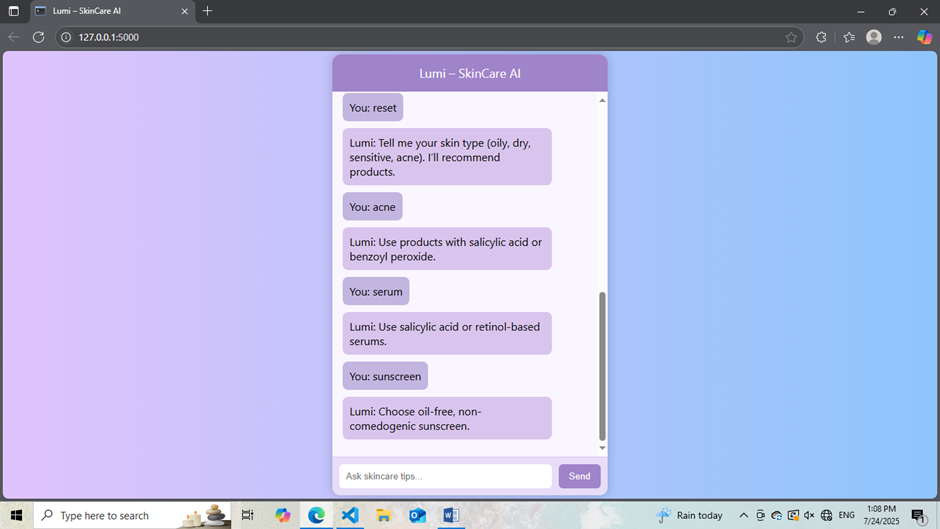 Lumi – SkinCare AI
127.0.0.1:5000
Lumi – SkinCare AI
You: reset
Lumi: Tell me your skin type (oily, dry,
sensitive, acne). I'll recommend
products.
You: acne
Lumi: Use products with salicylic acid or
benzoyl peroxide.
You: serum
Lumi: Use salicylic acid or retinol-based
serums.
You: sunscreen
Lumi: Choose oil-free, non-
comedogenic sunscreen.
Ask skincare tips...
Send
Type here to search
Rain today
ENG
1:08 PM
7/24/2025
1